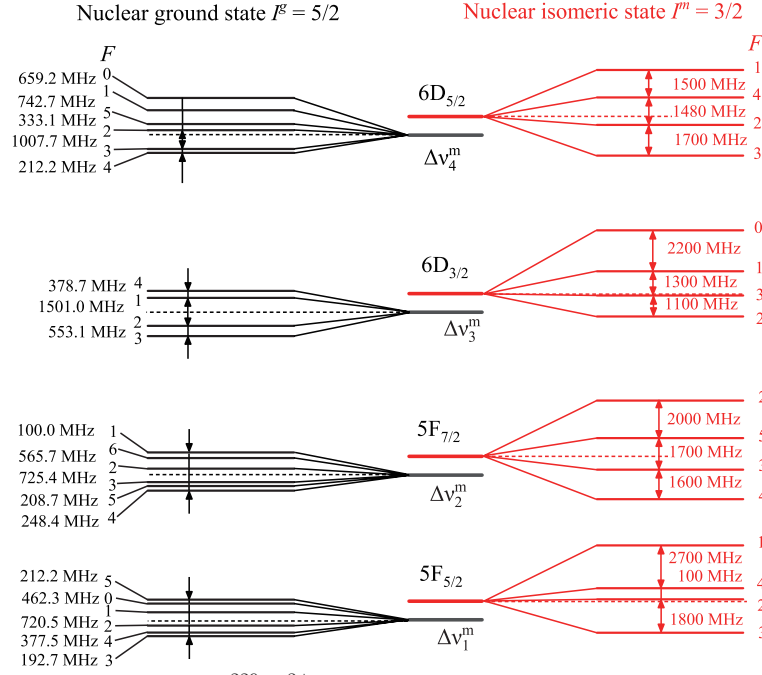 Nuclear ground state I^g = 5/2
Nuclear isomeric state I^m = 3/2
F
F
659.2 MHz 0
742.7 MHz 1
333.1 MHz 5
1007.7 MHz 2
3
212.2 MHz 4
6D5/2
Δν4^m
1
1500 MHz
4
1480 MHz
2
1700 MHz
3
378.7 MHz 4
1501.0 MHz 1
2
553.1 MHz 3
6D3/2
Δν3^m
0
2200 MHz
1
1300 MHz
3
1100 MHz
2
100.0 MHz 1
565.7 MHz 6
2
725.4 MHz
3
208.7 MHz 5
248.4 MHz 4
5F7/2
Δν2^m
2
2000 MHz
5
1700 MHz
3
1600 MHz
4
212.2 MHz 5
462.3 MHz 0
1
720.5 MHz 2
377.5 MHz 4
192.7 MHz 3
5F5/2
Δν1^m
1
2700 MHz
100 MHz 4
2
1800 MHz
3